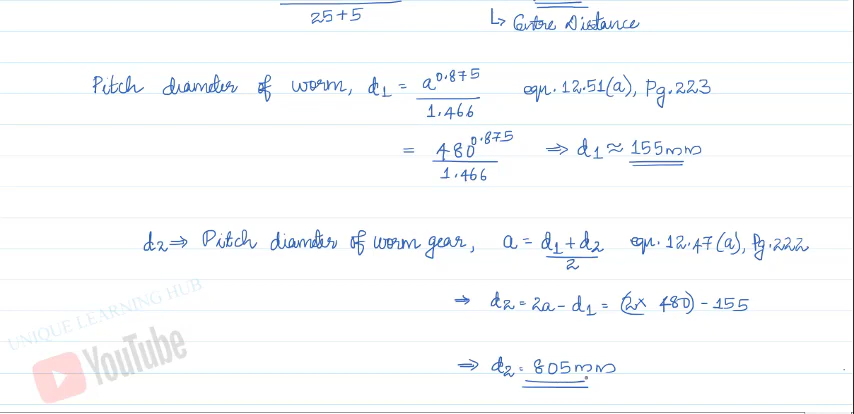 25+5
↳ Centre Distance
Pitch diameter of worm, d1 = a^0.875 / 1.466 eqn. 12.51(a), Pg. 223
= 480^0.875 / 1.466 ⇒ d1 ≈ 155mm
d2 ⇒ Pitch diameter of worm gear, a = d1 + d2 / 2 eqn. 12.47(a), Pg. 222
⇒ d2 = 2a - d1 = (2 × 480) - 155
⇒ d2 = 805mm
UNIQUE LEARNING HUB
YouTube